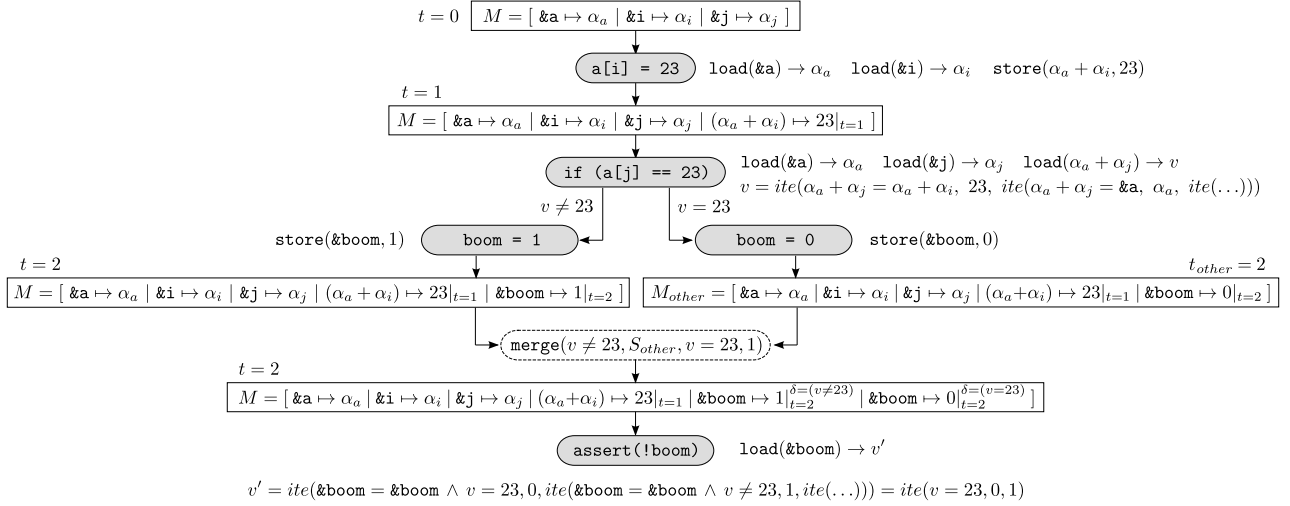 t = 0 M = [ &a ↦ α_a | &i ↦ α_i | &j ↦ α_j ]
a[i] = 23 load(&a) → α_a load(&i) → α_i store(α_a + α_i, 23)
t = 1
M = [ &a ↦ α_a | &i ↦ α_i | &j ↦ α_j | (α_a + α_i) ↦ 23|_{t=1} ]
if (a[j] == 23) load(&a) → α_a load(&j) → α_j load(α_a + α_j) → v
v = ite(α_a + α_j = α_a + α_i, 23, ite(α_a + α_j = &a, α_a, ite(...)))
v ≠ 23 v = 23
store(&boom, 1) boom = 1 boom = 0 store(&boom, 0)
t = 2 t_{other} = 2
M = [ &a ↦ α_a | &i ↦ α_i | &j ↦ α_j | (α_a + α_i) ↦ 23|_{t=1} | &boom ↦ 1|_{t=2} ] M_{other} = [ &a ↦ α_a | &i ↦ α_i | &j ↦ α_j | (α_a+α_i) ↦ 23|_{t=1} | &boom ↦ 0|_{t=2} ]
merge(v ≠ 23, S_{other}, v = 23, 1)
t = 2
M = [ &a ↦ α_a | &i ↦ α_i | &j ↦ α_j | (α_a+α_i) ↦ 23|_{t=1} | &boom ↦ 1|_{t=2}^{δ=(v≠23)} | &boom ↦ 0|_{t=2}^{δ=(v=23)} ]
assert(!boom) load(&boom) → v′
v′ = ite(&boom = &boom ∧ v = 23, 0, ite(&boom = &boom ∧ v ≠ 23, 1, ite(...))) = ite(v = 23, 0, 1)